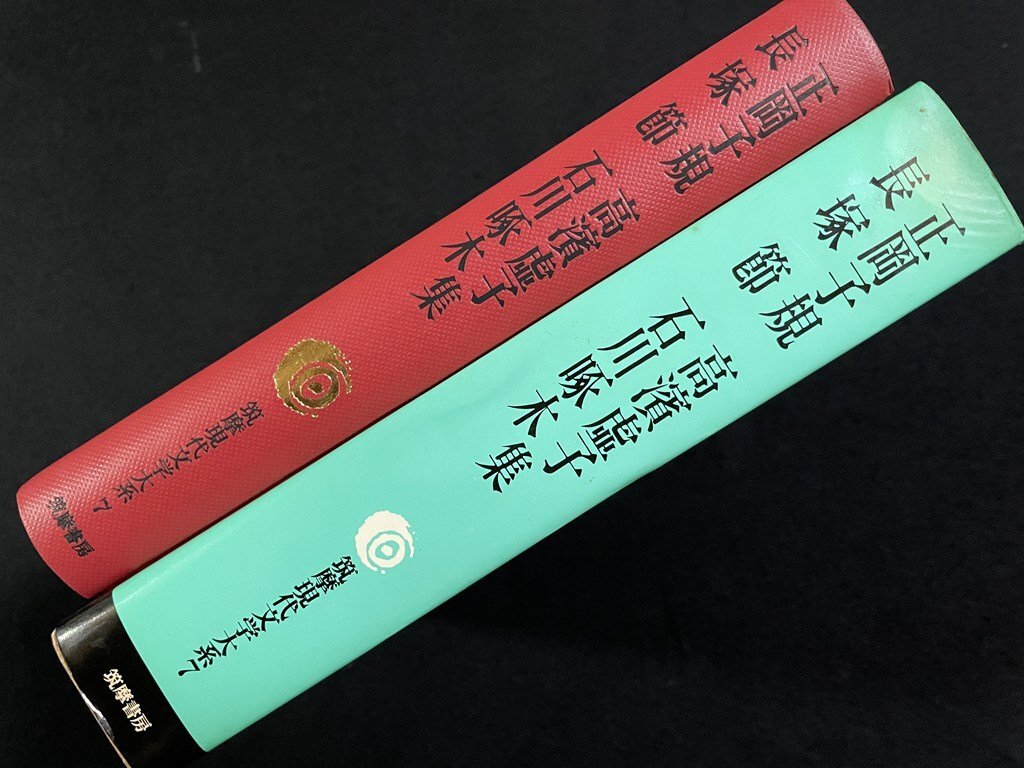 正岡子規
長塚節
高濱虚子
石川啄木集
筑摩現代文学大系 7
筑摩書房
正岡子規
長塚節
高濱虚子
石川啄木集
筑摩現代文学大系 7
筑摩書房